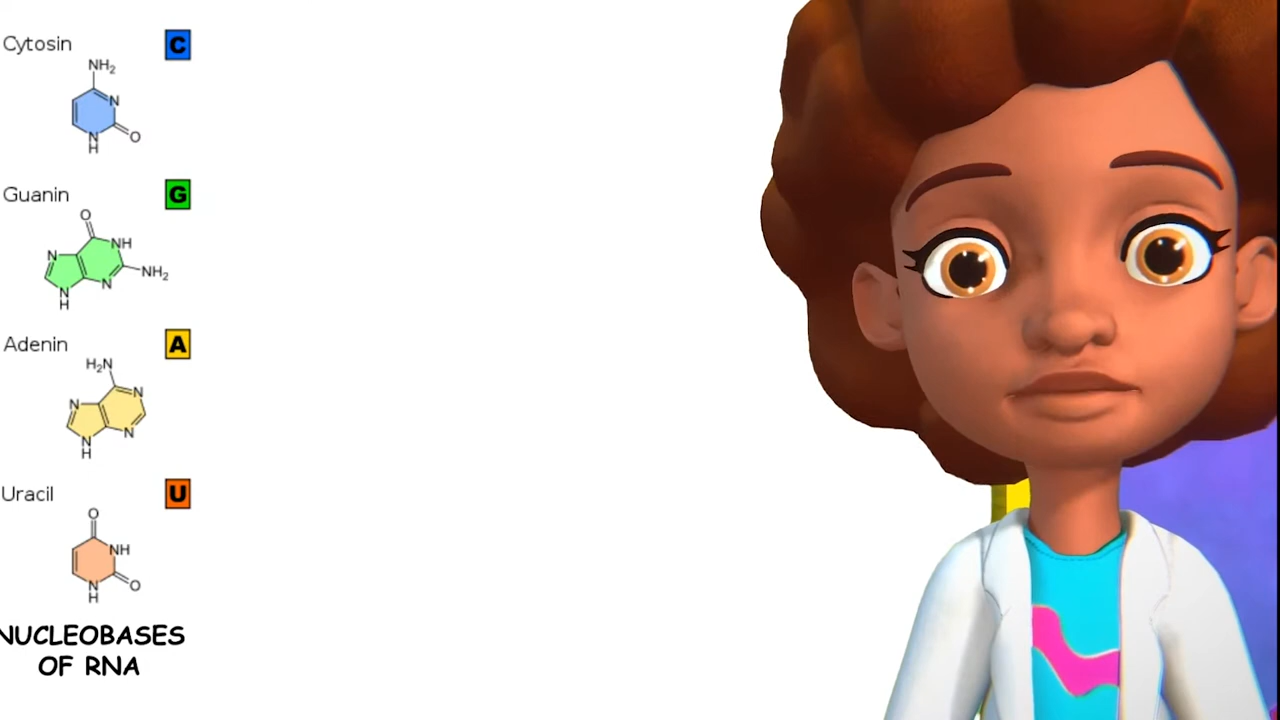 Cytosin C
NH₂
N
O
N
H
Guanin G
O
NH
N
NH₂
N
N
H
Adenin A
H₂N
N
N
N
N
H
Uracil U
O
NH
O
N
H
NUCLEOBASES
OF RNA